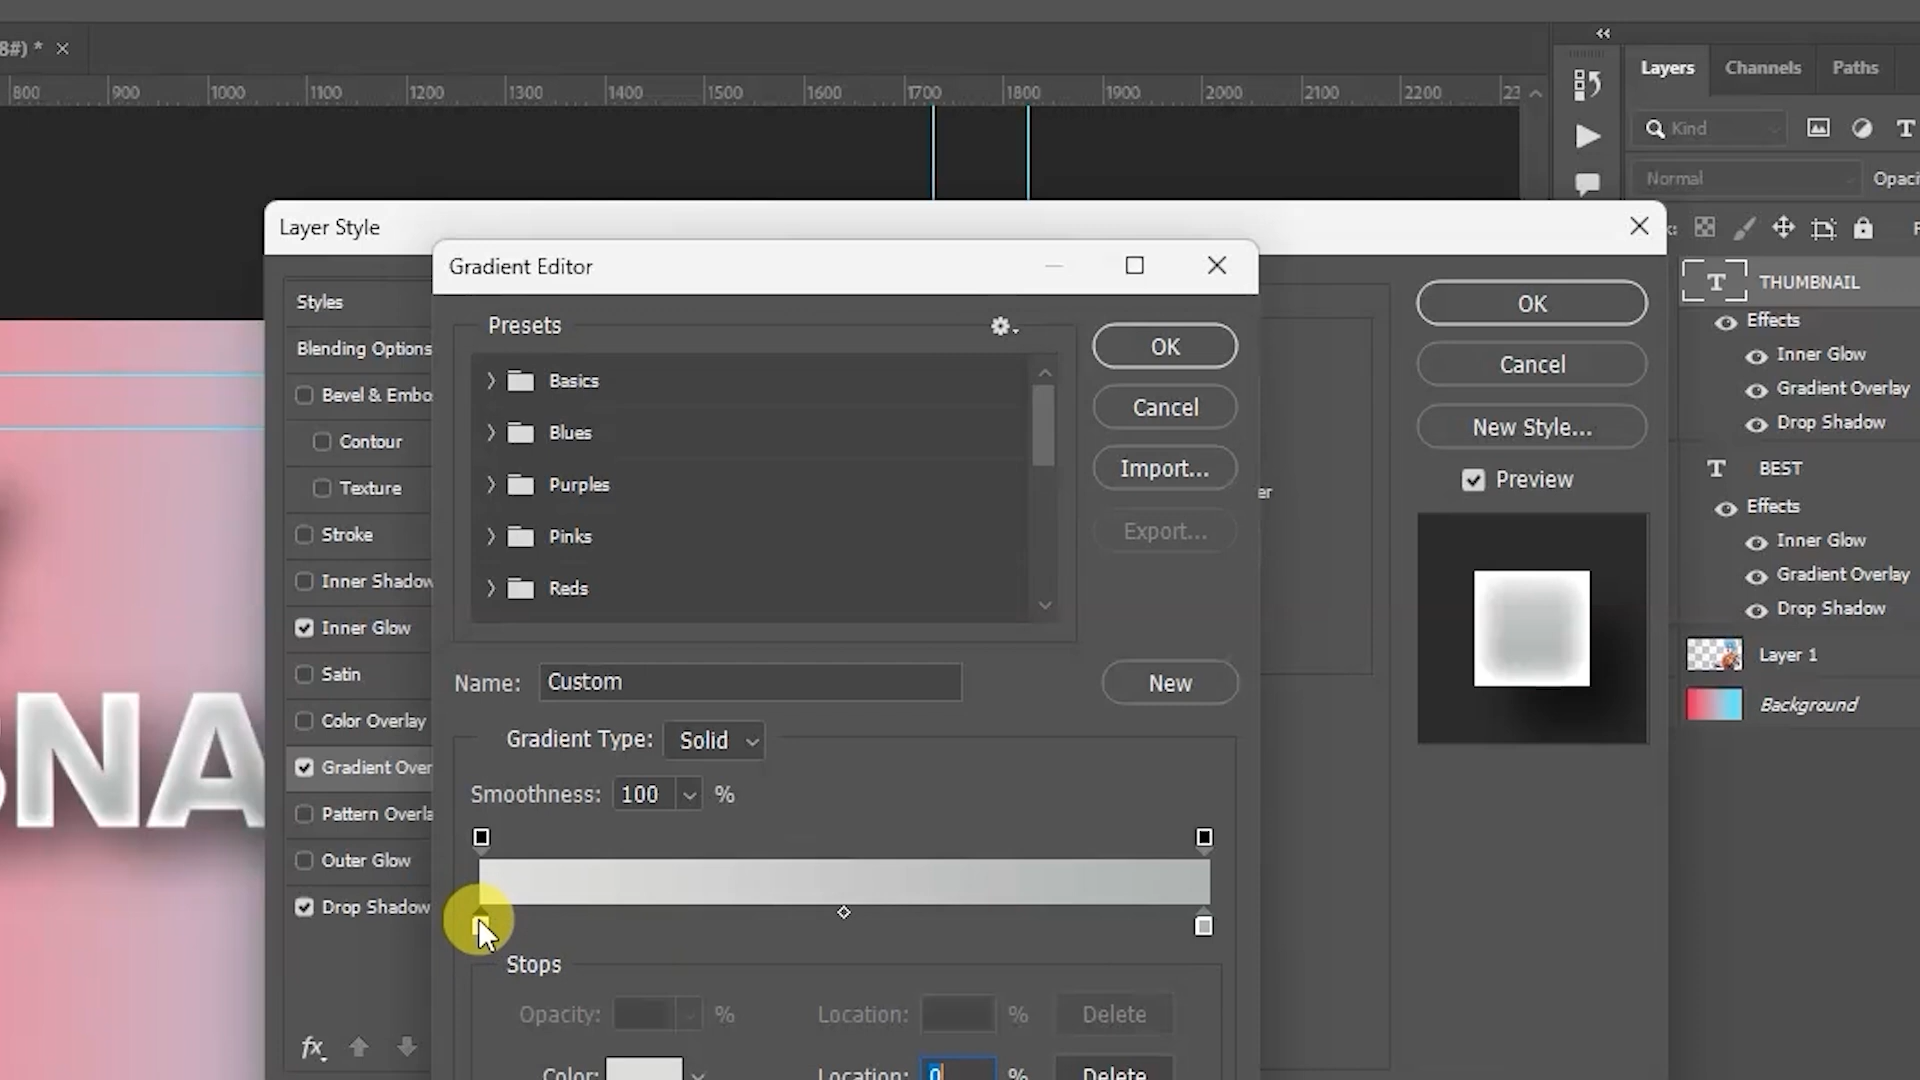 8#) *
800 900 1000 1100 1200 1300 1400 1500 1600 1700 1800 1900 2000 2100 2200 23
Layers Channels Paths
Kind
Normal Opaci
Layer Style
Gradient Editor
Styles
Blending Options
Bevel & Embo
Contour
Texture
Stroke
Inner Shadow
Inner Glow
Satin
Color Overlay
Gradient Over
Pattern Overla
Outer Glow
Drop Shadow
fx
Presets
Basics
Blues
Purples
Pinks
Reds
OK
Cancel
Import...
Export...
Name: Custom
New
Gradient Type: Solid
Smoothness: 100 %
Stops
Opacity: % Location: % Delete
Color: Location: 0 % Delete
er
OK
Cancel
New Style...
Preview
T THUMBNAIL
Effects
Inner Glow
Gradient Overlay
Drop Shadow
T BEST
Effects
Inner Glow
Gradient Overlay
Drop Shadow
Layer 1
Background
NA